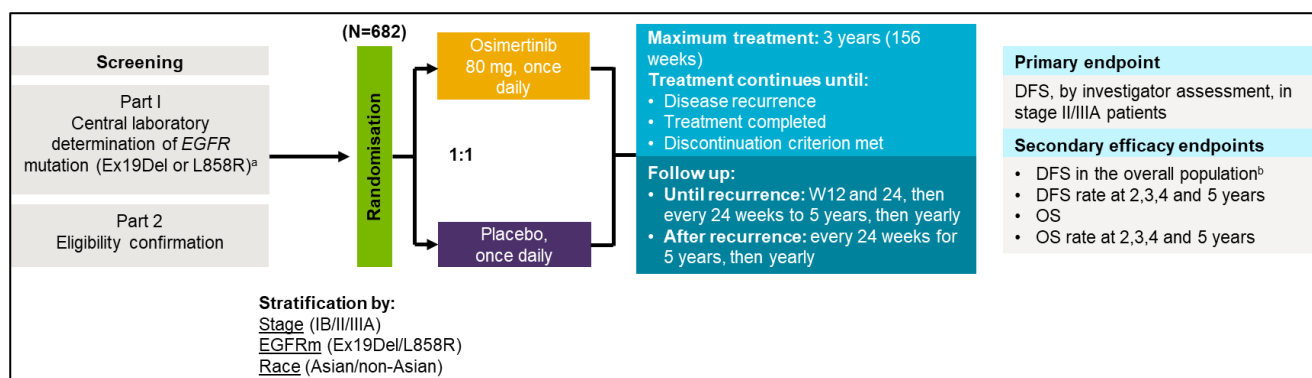 Screening
Part I
Central laboratory
determination of EGFR
mutation (Ex19Del or L858R)ᵃ
Part 2
Eligibility confirmation
(N=682)
Randomisation
Stratification by:
Stage (IB/II/IIIA)
EGFRm (Ex19Del/L858R)
Race (Asian/non-Asian)
Osimertinib
80 mg, once
daily
1:1
Placebo,
once daily
Maximum treatment: 3 years (156
weeks)
Treatment continues until:
• Disease recurrence
• Treatment completed
• Discontinuation criterion met
Follow up:
• Until recurrence: W12 and 24, then
every 24 weeks to 5 years, then yearly
• After recurrence: every 24 weeks for
5 years, then yearly
Primary endpoint
DFS, by investigator assessment, in
stage II/IIIA patients
Secondary efficacy endpoints
• DFS in the overall populationᵇ
• DFS rate at 2,3,4 and 5 years
• OS
• OS rate at 2,3,4 and 5 years